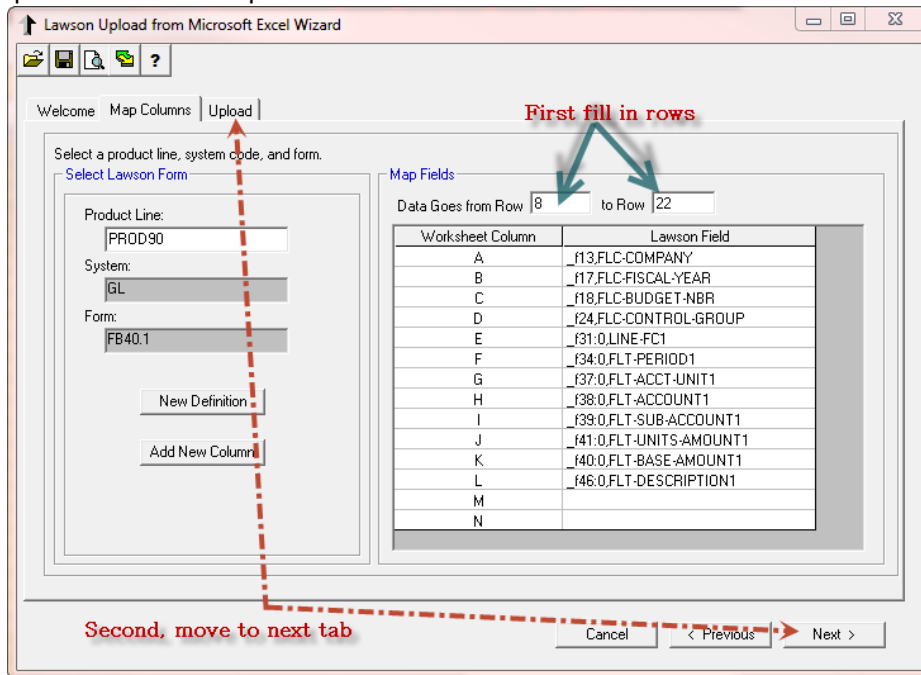 Lawson Upload from Microsoft Excel Wizard
?
Welcome Map Columns Upload
First fill in rows
Select a product line, system code, and form.
Select Lawson Form
Product Line:
PROD90
System:
GL
Form:
FB40.1
New Definition
Add New Column
Map Fields
Data Goes from Row 8 to Row 22
Worksheet Column Lawson Field
A _f13,FLC-COMPANY
B _f17,FLC-FISCAL-YEAR
C _f18,FLC-BUDGET-NBR
D _f24,FLC-CONTROL-GROUP
E _f31:0,LINE-FC1
F _f34:0,FLT-PERIOD1
G _f37:0,FLT-ACCT-UNIT1
H _f38:0,FLT-ACCOUNT1
I _f39:0,FLT-SUB-ACCOUNT1
J _f41:0,FLT-UNITS-AMOUNT1
K _f40:0,FLT-BASE-AMOUNT1
L _f46:0,FLT-DESCRIPTION1
M
N
Second, move to next tab
Cancel < Previous Next >